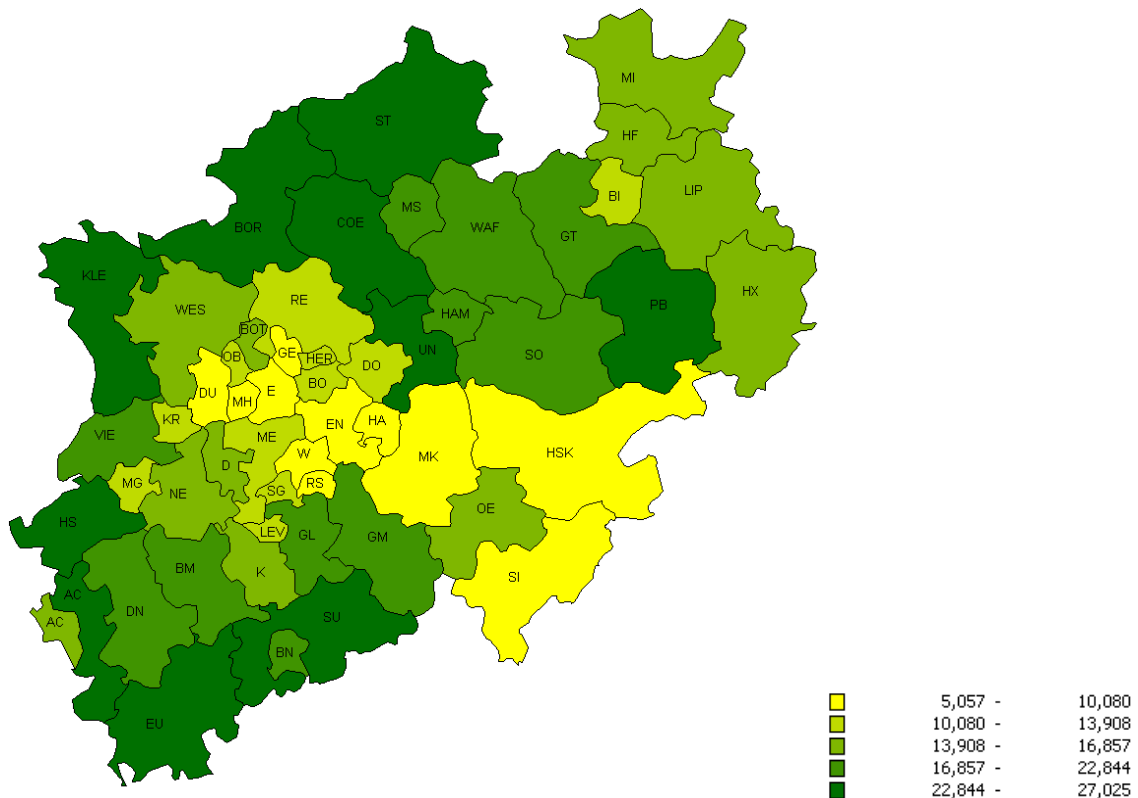 MI
ST
HF
LIP
BI
MS
COE
BOR
WAF
GT
KLE
HX
RE
PB
WES
HAM
BOT
UN
GE
SO
OB
HER
DO
BO
DU
E
MH
KR
HA
EN
VIE
ME
W
MK
HSK
D
MG
RS
SG
NE
OE
HS
LEV
GL
GM
BM
K
SI
AC
DN
SU
AC
BN
EU
5,057 - 10,080
10,080 - 13,908
13,908 - 16,857
16,857 - 22,844
22,844 - 27,025